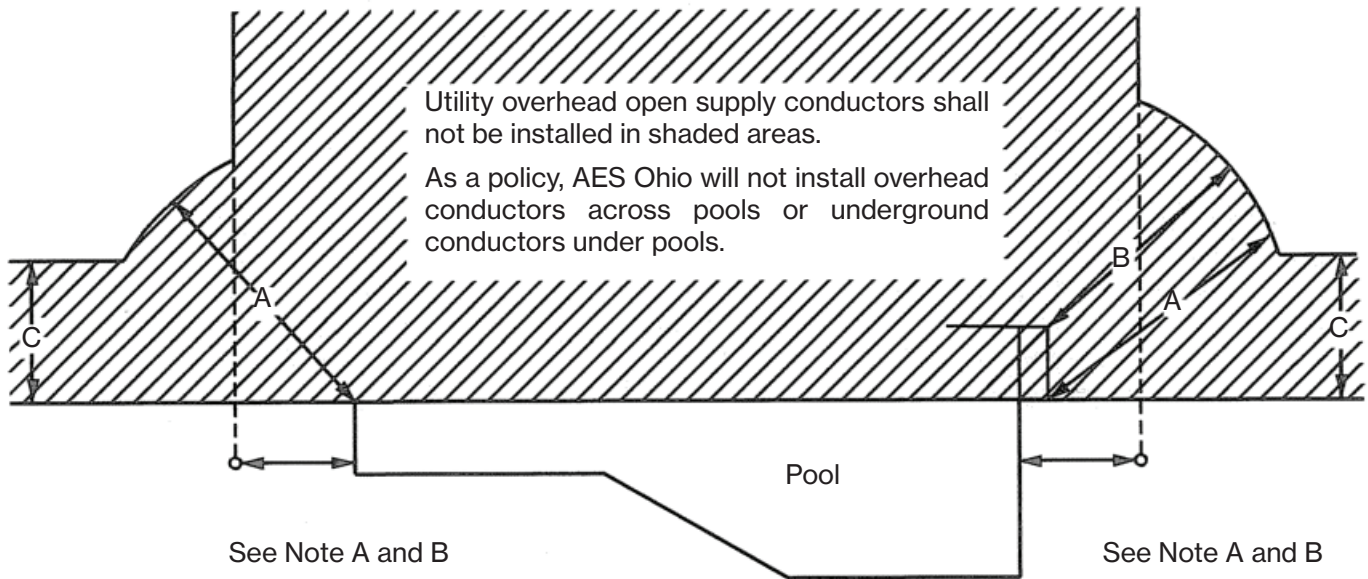 Utility overhead open supply conductors shall
not be installed in shaded areas.
As a policy, AES Ohio will not install overhead
conductors across pools or underground
conductors under pools.
B
A
A
C
C
Pool
See Note A and B
See Note A and B